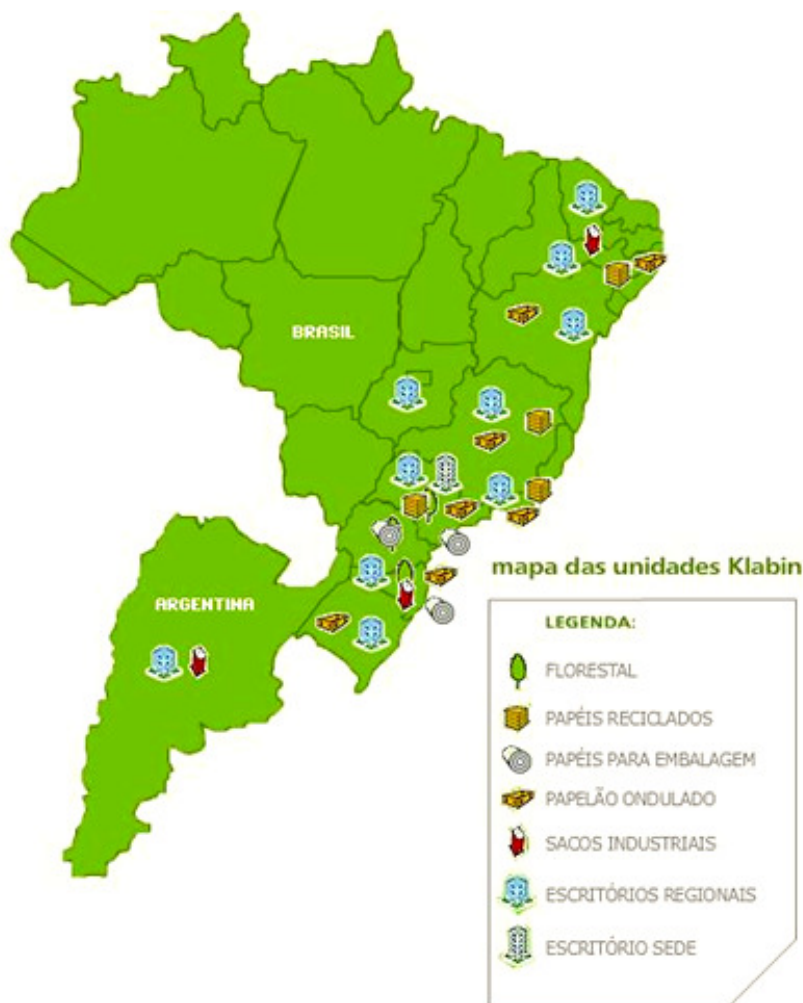 BRASIL
mapa das unidades Klabin
ARGENTINA
LEGENDA:
FLORESTAL
PAPÉIS RECICLADOS
PAPÉIS PARA EMBALAGEM
PAPELÃO ONDULADO
SACOS INDUSTRIAIS
ESCRITÓRIOS REGIONAIS
ESCRITÓRIO SEDE